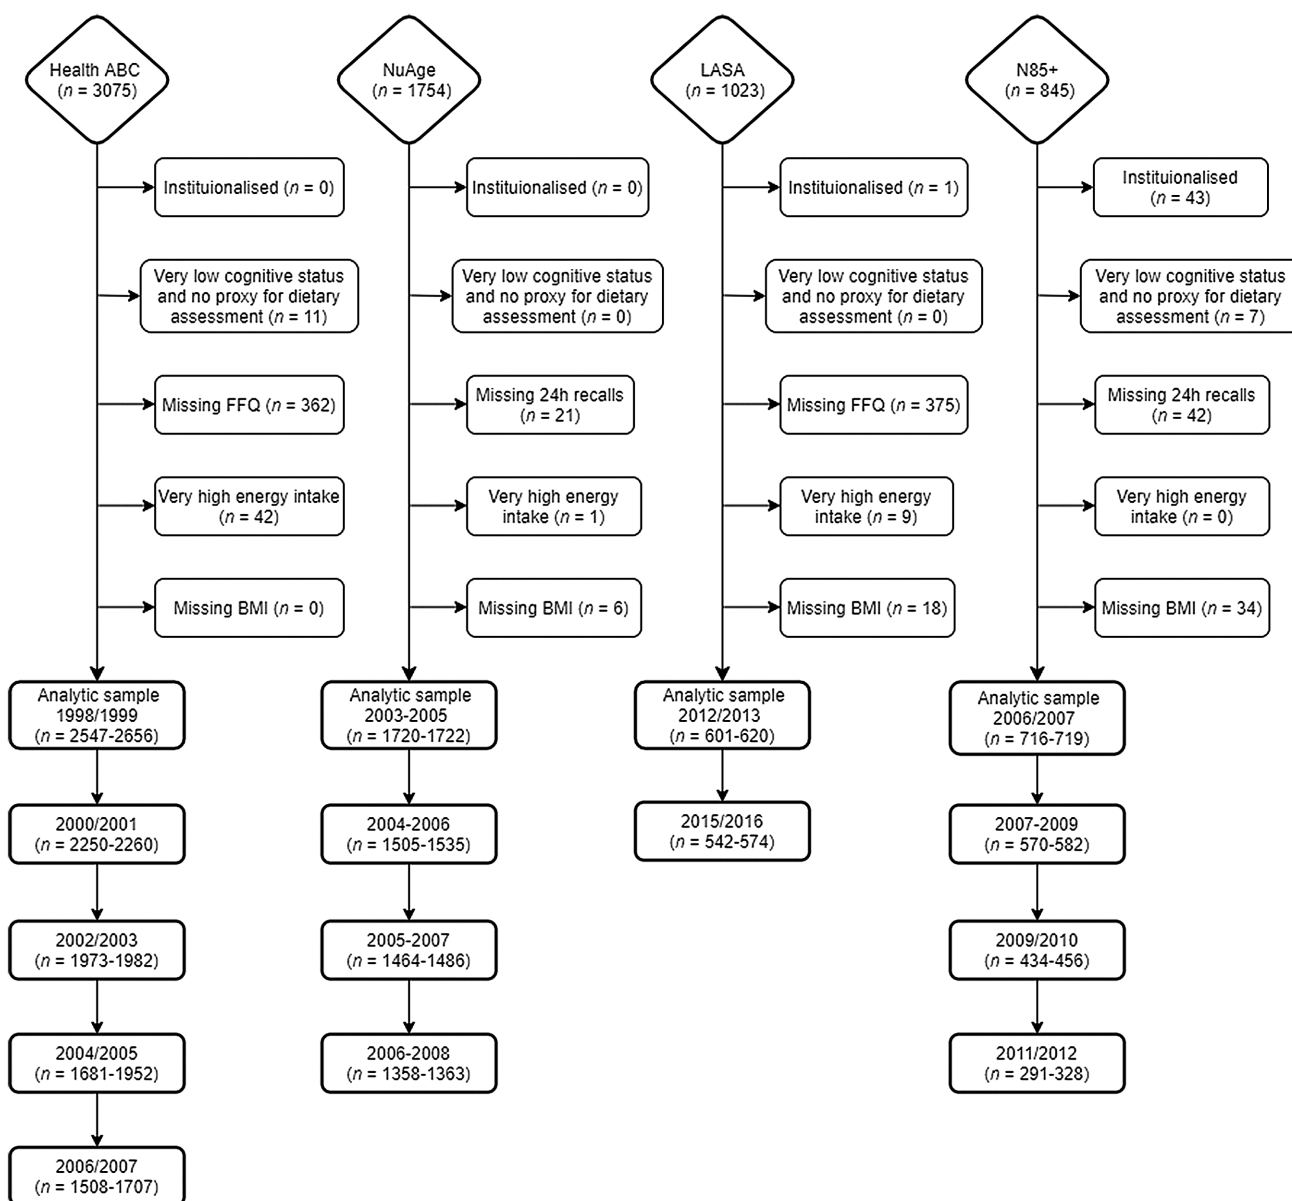 Health ABC
(n = 3075)
NuAge
(n = 1754)
LASA
(n = 1023)
N85+
(n = 845)
Instituionalised (n = 0)
Instituionalised (n = 0)
Instituionalised (n = 1)
Instituionalised
(n = 43)
Very low cognitive status
and no proxy for dietary
assessment (n = 11)
Very low cognitive status
and no proxy for dietary
assessment (n = 0)
Very low cognitive status
and no proxy for dietary
assessment (n = 0)
Very low cognitive status
and no proxy for dietary
assessment (n = 7)
Missing FFQ (n = 362)
Missing 24h recalls
(n = 21)
Missing FFQ (n = 375)
Missing 24h recalls
(n = 42)
Very high energy intake
(n = 42)
Very high energy
intake (n = 1)
Very high energy
intake (n = 9)
Very high energy
intake (n = 0)
Missing BMI (n = 0)
Missing BMI (n = 6)
Missing BMI (n = 18)
Missing BMI (n = 34)
Analytic sample
1998/1999
(n = 2547-2656)
Analytic sample
2003-2005
(n = 1720-1722)
Analytic sample
2012/2013
(n = 601-620)
Analytic sample
2006/2007
(n = 716-719)
2000/2001
(n = 2250-2260)
2004-2006
(n = 1505-1535)
2015/2016
(n = 542-574)
2007-2009
(n = 570-582)
2002/2003
(n = 1973-1982)
2005-2007
(n = 1464-1486)
2009/2010
(n = 434-456)
2004/2005
(n = 1681-1952)
2006-2008
(n = 1358-1363)
2011/2012
(n = 291-328)
2006/2007
(n = 1508-1707)